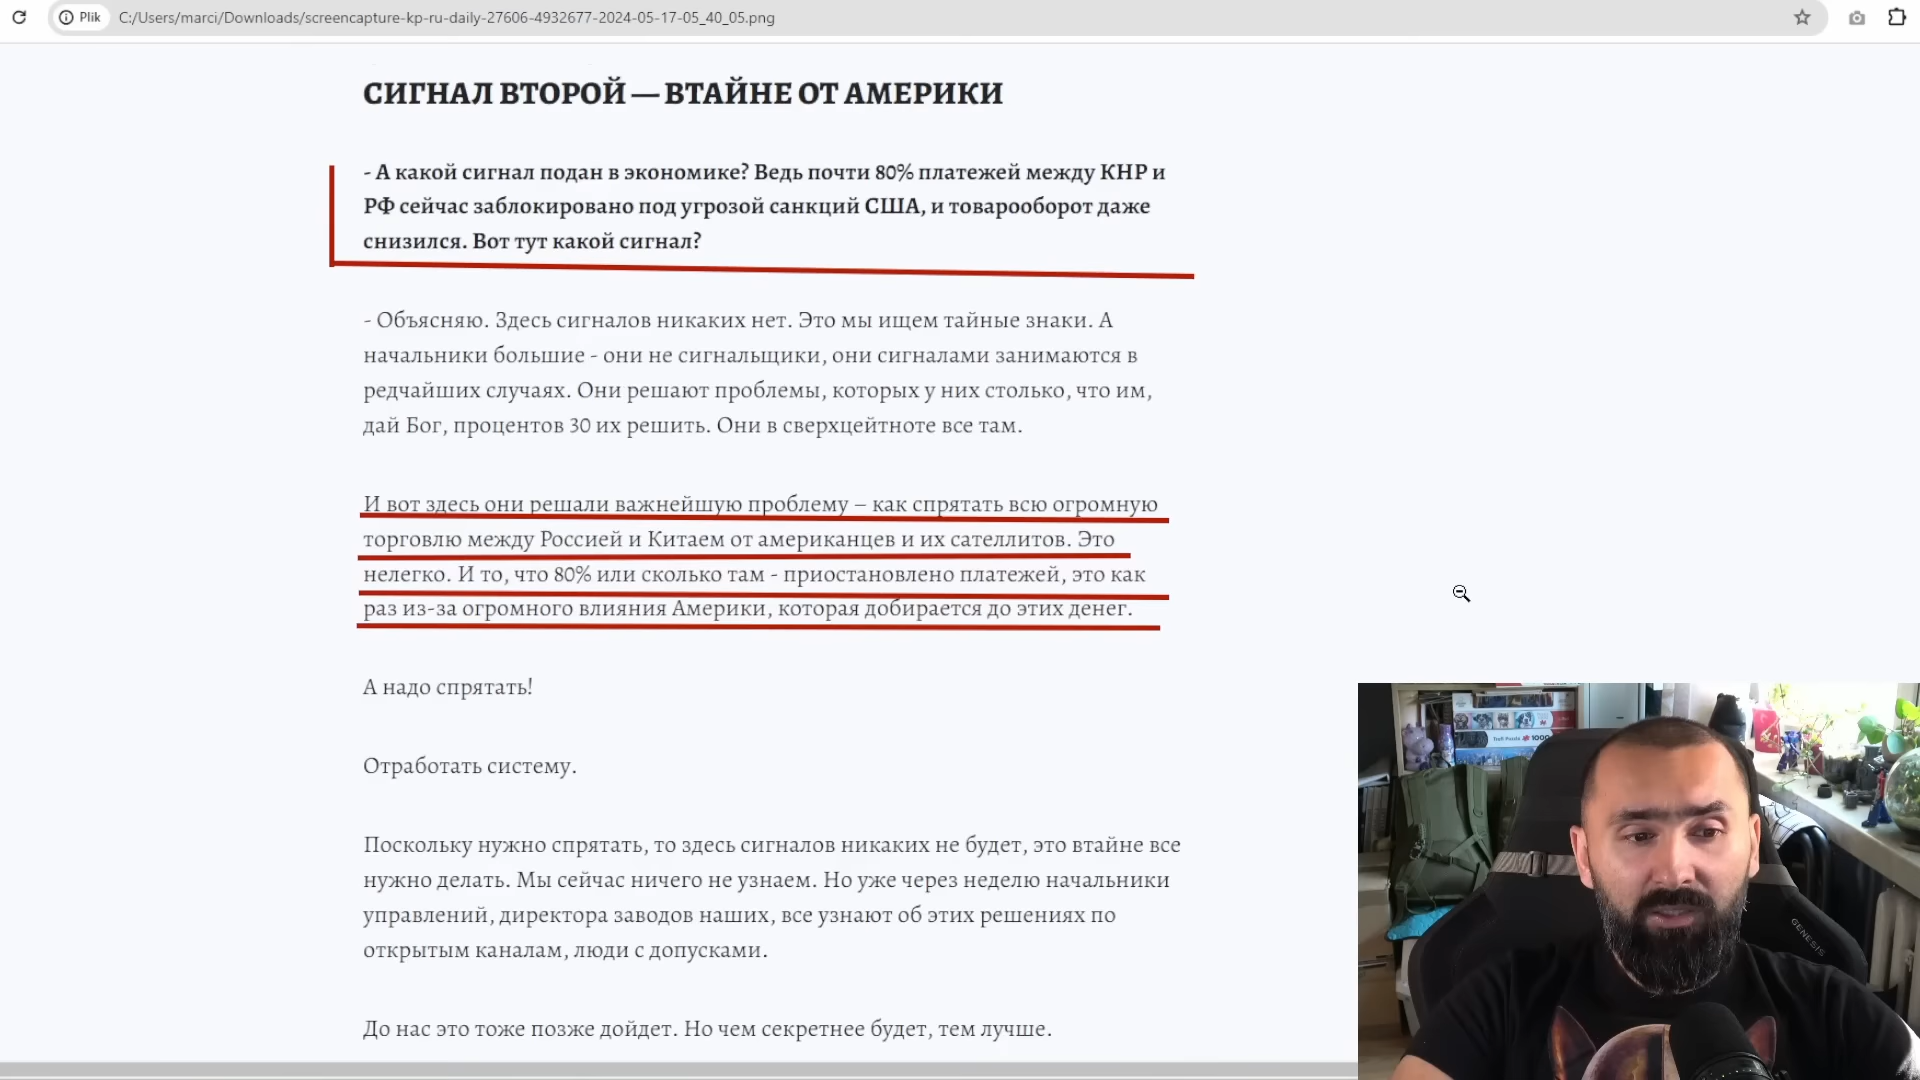 Plik
C:/Users/marci/Downloads/screencapture-kp-ru-daily-27606-4932677-2024-05-17-05_40_05.png
СИГНАЛ ВТОРОЙ — ВТАЙНЕ ОТ АМЕРИКИ
- А какой сигнал подан в экономике? Ведь почти 80% платежей между КНР и
РФ сейчас заблокировано под угрозой санкций США, и товарооборот даже
снизился. Вот тут какой сигнал?
- Объясняю. Здесь сигналов никаких нет. Это мы ищем тайные знаки. А
начальники большие - они не сигнальщики, они сигналами занимаются в
редчайших случаях. Они решают проблемы, которых у них столько, что им,
дай Бог, процентов 30 их решить. Они в сверхцейтноте все там.
И вот здесь они решали важнейшую проблему – как спрятать всю огромную
торговлю между Россией и Китаем от американцев и их сателлитов. Это
нелегко. И то, что 80% или сколько там - приостановлено платежей, это как
раз из-за огромного влияния Америки, которая добирается до этих денег.
А надо спрятать!
Отработать систему.
Поскольку нужно спрятать, то здесь сигналов никаких не будет, это втайне все
нужно делать. Мы сейчас ничего не узнаем. Но уже через неделю начальники
управлений, директора заводов наших, все узнают об этих решениях по
открытым каналам, люди с допусками.
До нас это тоже позже дойдет. Но чем секретнее будет, тем лучше.
Trefl Puzzle 1000
GENESIS